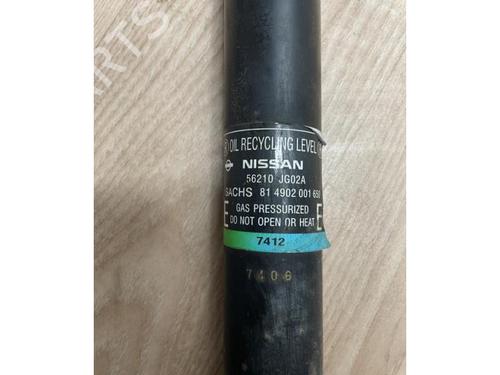 PARTS
OIL RECYCLING LEVEL
NISSAN
56210 JG02A
SACHS 81 4902 001 650
E GAS PRESSURIZED E
DO NOT OPEN OR HEAT
7412
7406